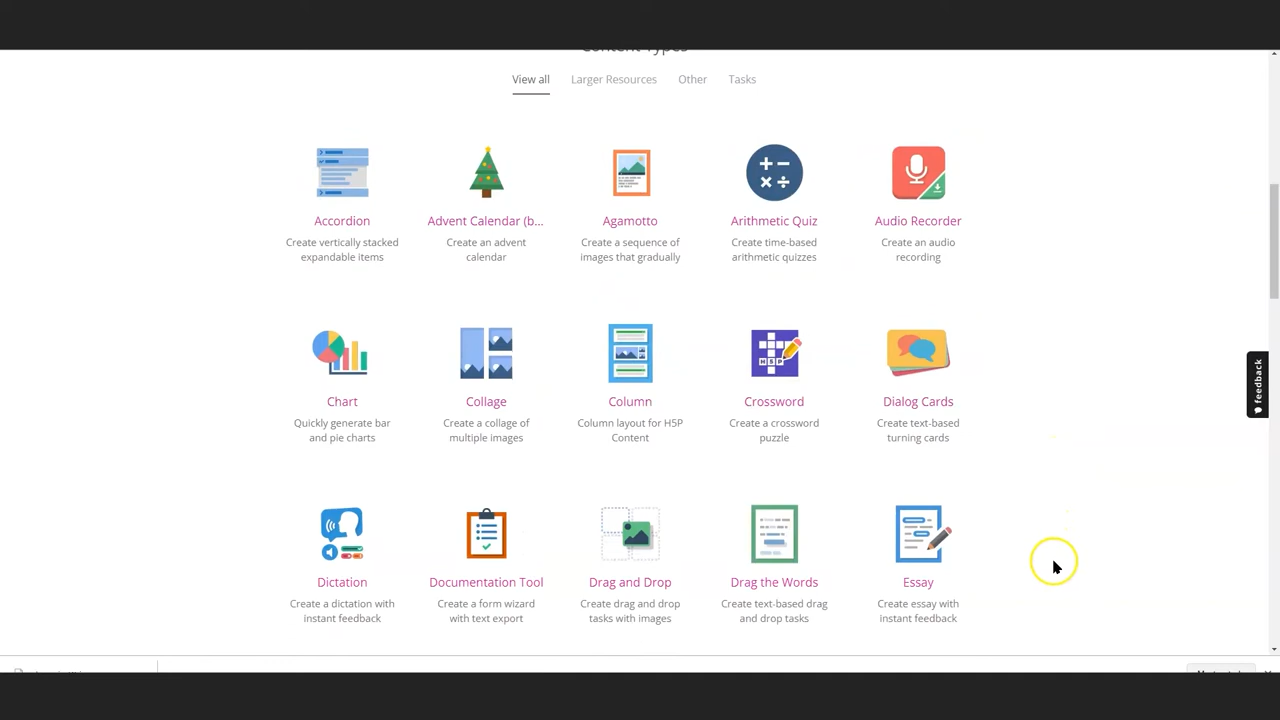 Content Types
View all Larger Resources Other Tasks
Accordion Advent Calendar (b... Agamotto Arithmetic Quiz Audio Recorder
Create vertically stacked Create an advent Create a sequence of Create time-based Create an audio
expandable items calendar images that gradually arithmetic quizzes recording
H5P
Chart Collage Column Crossword Dialog Cards
Quickly generate bar Create a collage of Column layout for H5P Create a crossword Create text-based
and pie charts multiple images Content puzzle turning cards
feedback
Dictation Documentation Tool Drag and Drop Drag the Words Essay
Create a dictation with Create a form wizard Create drag and drop Create text-based drag Create essay with
instant feedback with text export tasks with images and drop tasks instant feedback